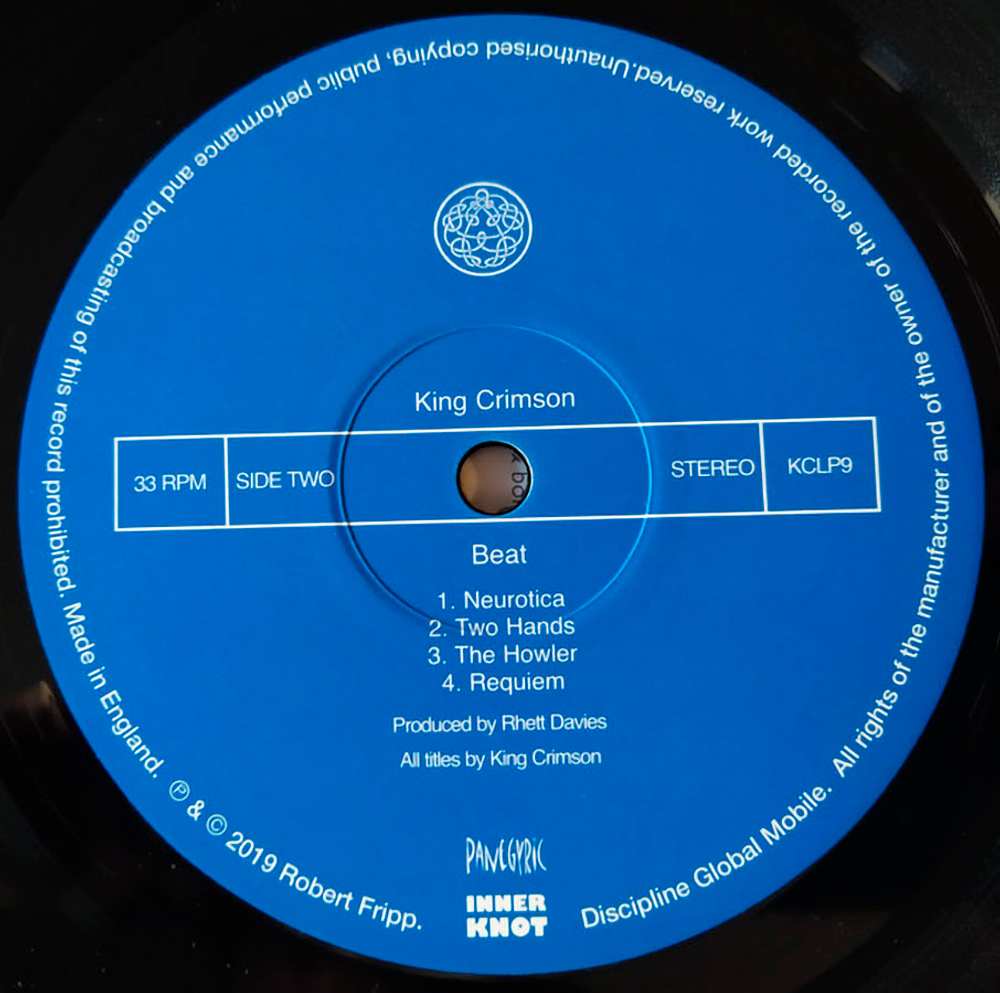 King Crimson
33 RPM
SIDE TWO
STEREO
KCLP9
Beat
1. Neurotica
2. Two Hands
3. The Howler
4. Requiem
Produced by Rhett Davies
All titles by King Crimson
PANEGYRIC
INNER
KNOT
Discipline Global Mobile. All rights of the manufacturer and of the owner of the recorded work reserved.Unauthorised copying, public performance and broadcasting of this record prohibited. Made in England. ℗ & © 2019 Robert Fripp.